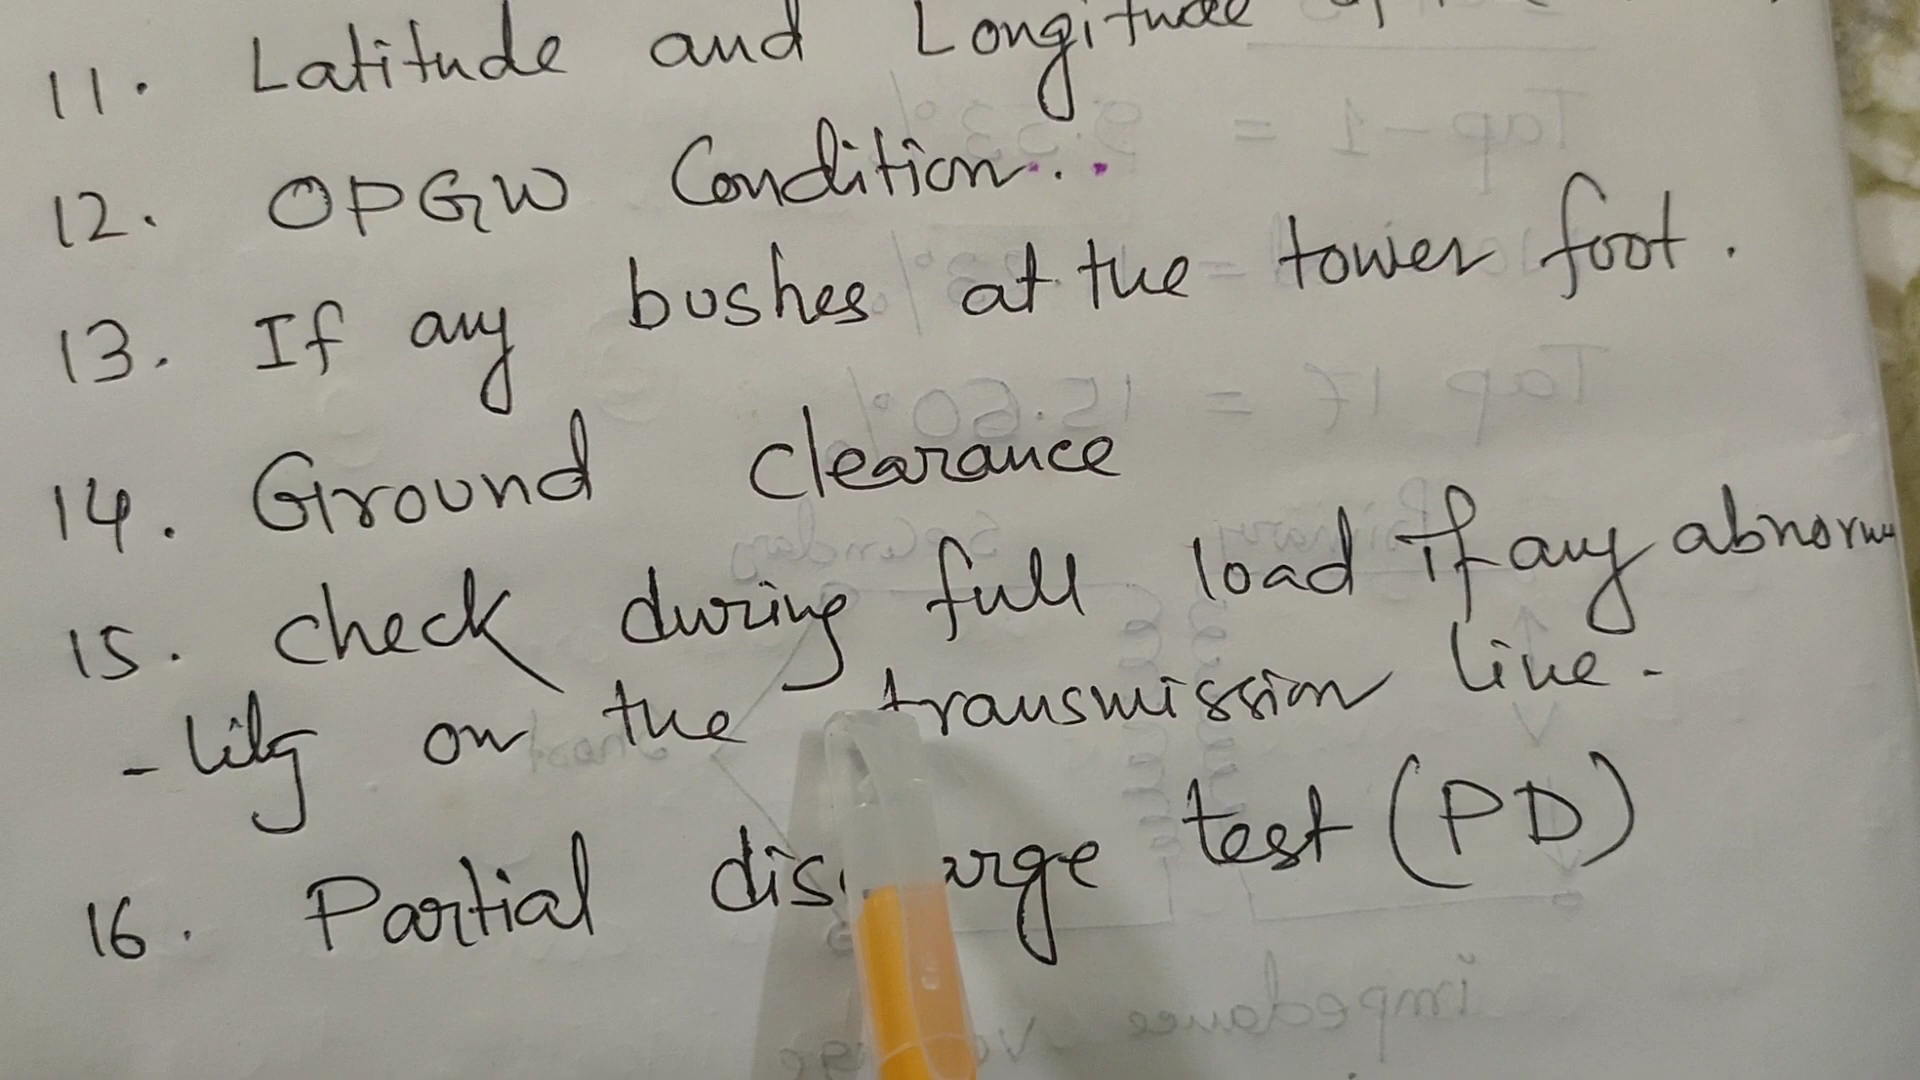 11. Latitude and Longitude
12. OPGW Condition..
13. If any bushes at the tower foot.
14. Ground clearance
15. check during full load if any abnorma
-lity on the transmission line.
16. Partial discharge test (PD)